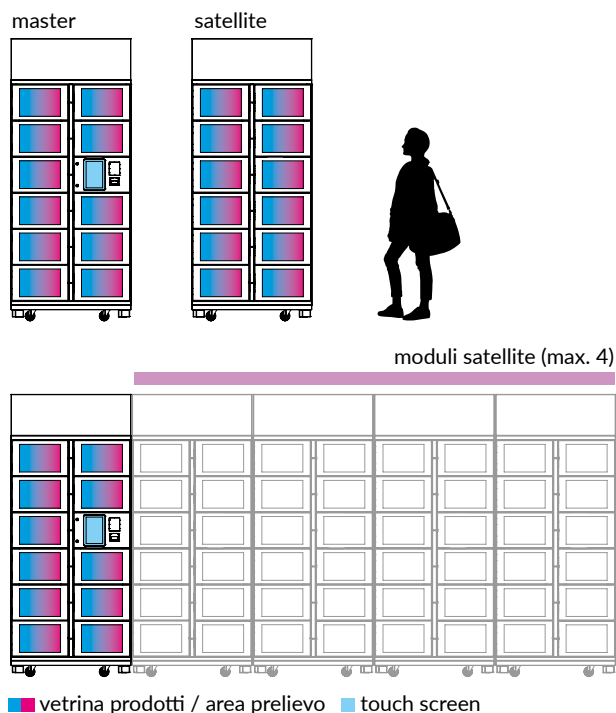 master
satellite
moduli satellite (max. 4)
vetrina prodotti / area prelievo
touch screen